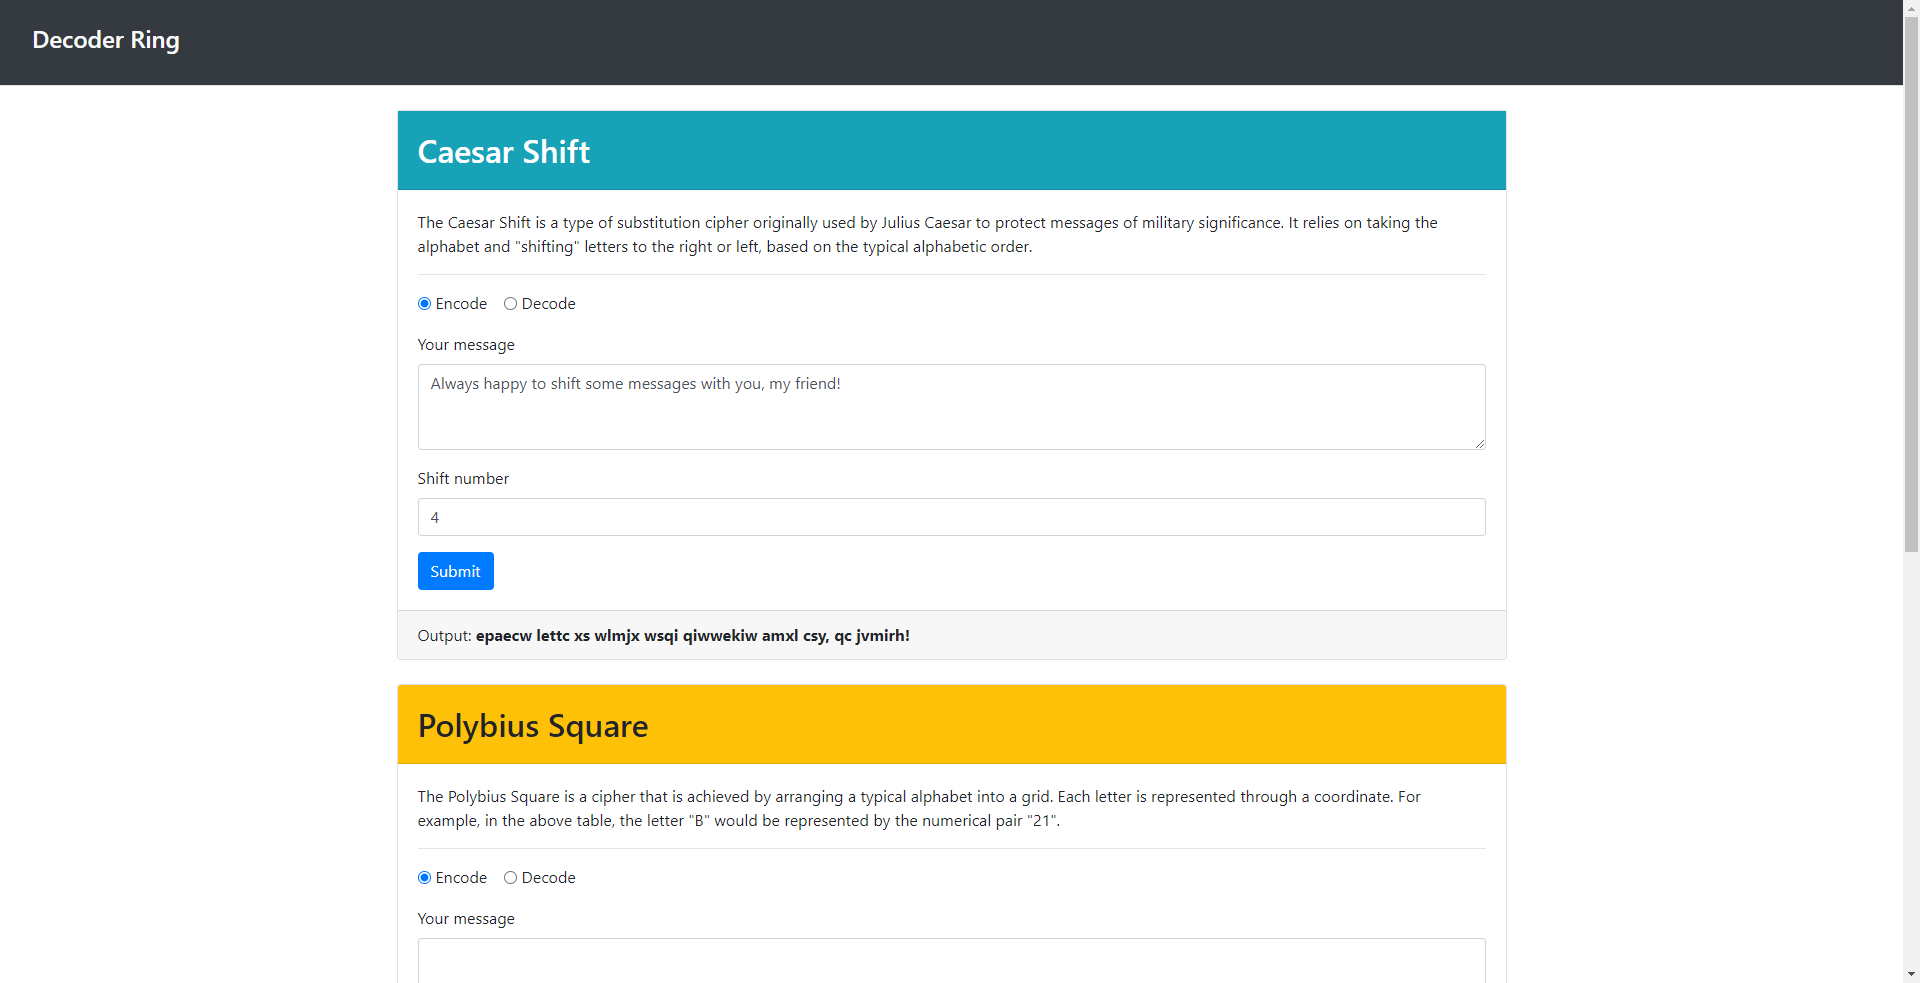 Decoder Ring
Caesar Shift
The Caesar Shift is a type of substitution cipher originally used by Julius Caesar to protect messages of military significance. It relies on taking the
alphabet and "shifting" letters to the right or left, based on the typical alphabetic order.
Encode Decode
Your message
Always happy to shift some messages with you, my friend!
Shift number
4
Submit
Output: epaecw lettc xs wlmjx wsqi qiwwekiw amxl csy, qc jvmirh!
Polybius Square
The Polybius Square is a cipher that is achieved by arranging a typical alphabet into a grid. Each letter is represented through a coordinate. For
example, in the above table, the letter "B" would be represented by the numerical pair "21".
Encode Decode
Your message